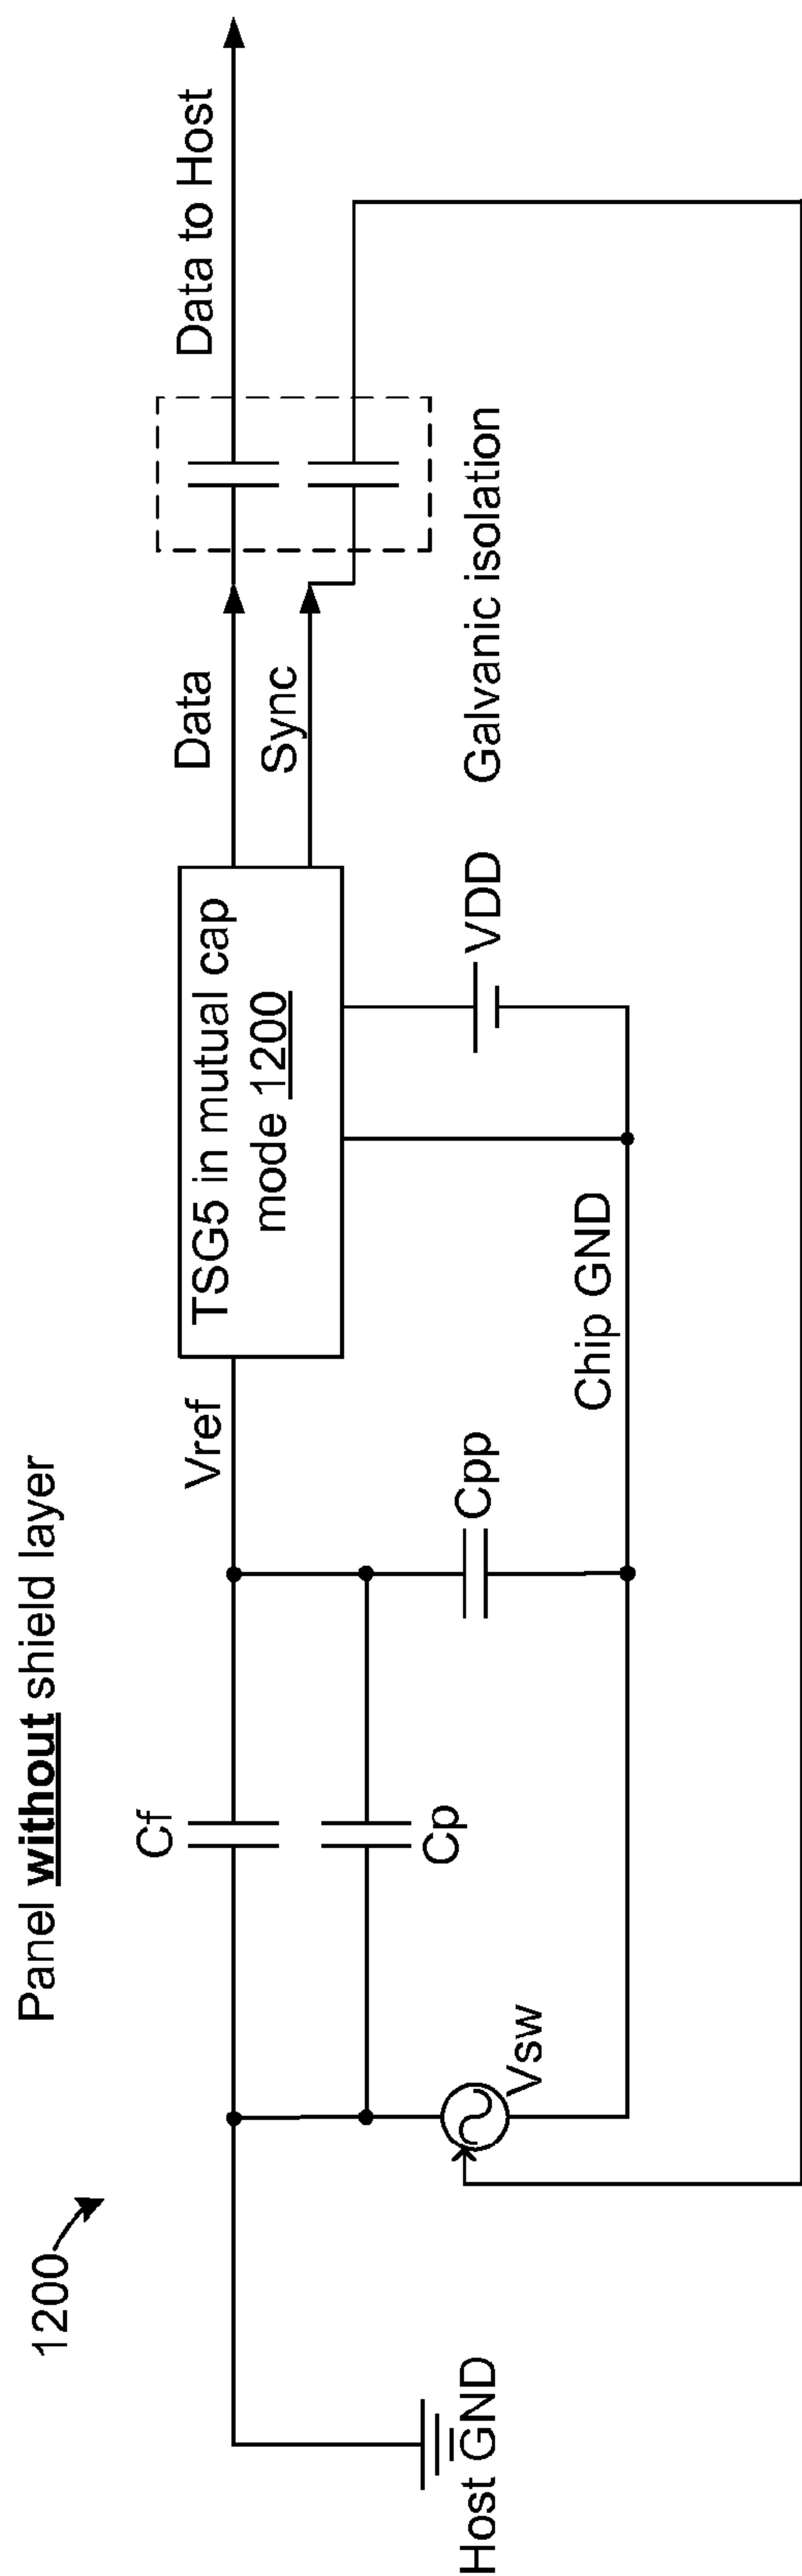 1200
Panel without shield layer
Cf
Cp
Vref
TSG5 in mutual cap
mode 1200
Data
Sync
Data to Host
Host GND
Vsw
Cpp
Chip GND
VDD
Galvanic isolation